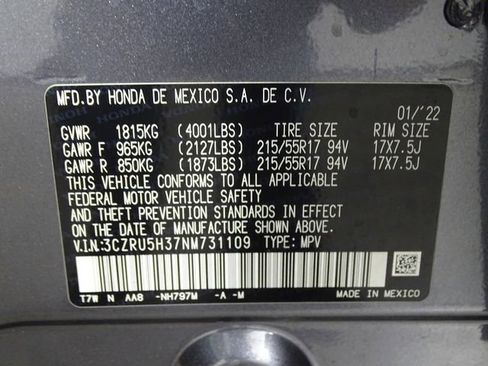 MFD.BY HONDA DE MEXICO S.A. DE C.V.
01/'22
GVWR 1815KG (4001LBS) TIRE SIZE RIM SIZE
GAWR F 965KG (2127LBS) 215/55R17 94V 17X7.5J
GAWR R 850KG (1873LBS) 215/55R17 94V 17X7.5J
THIS VEHICLE CONFORMS TO ALL APPLICABLE
FEDERAL MOTOR VEHICLE SAFETY AND
THEFT PREVENTION STANDARDS IN EFFECT
ON THE DATE OF MANUFACTURE SHOWN ABOVE.
V.I.N:3CZRU5H37NM731109 TYPE: MPV
T7W N AA8 -NH797M -A -M MADE IN MEXICO